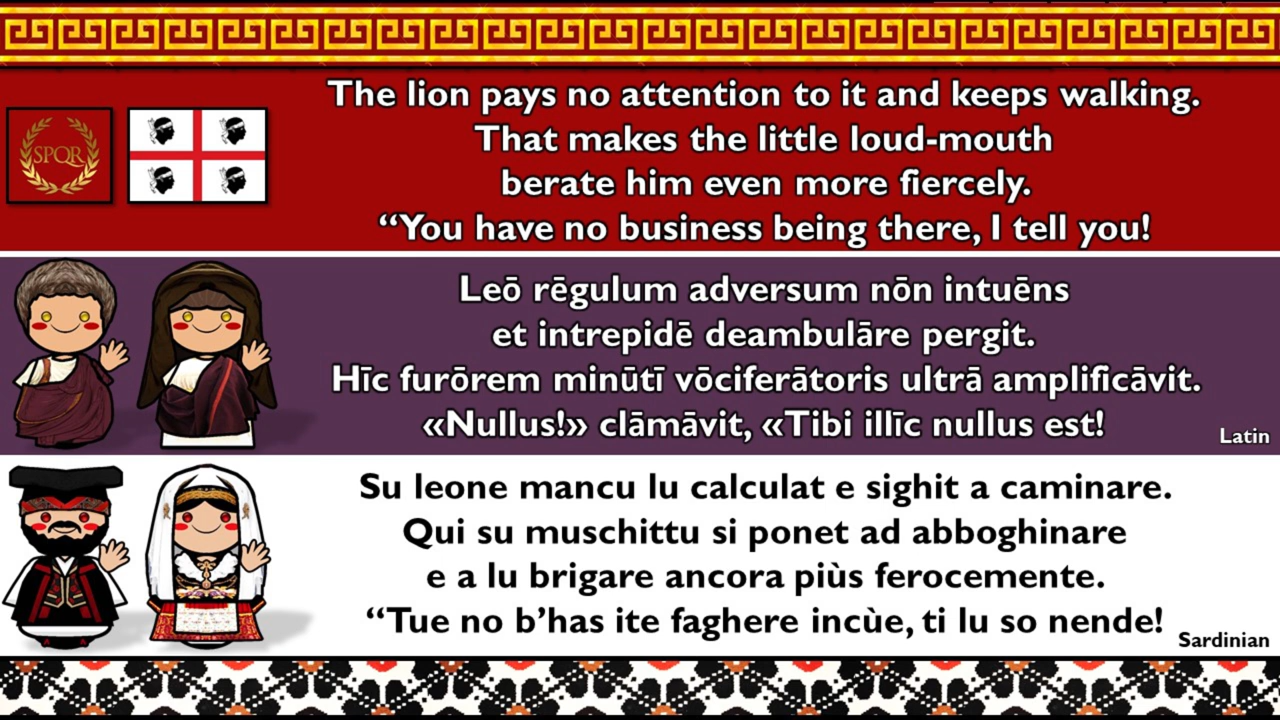 The lion pays no attention to it and keeps walking.
That makes the little loud-mouth
berate him even more fiercely.
“You have no business being there, I tell you!
SPQR
Leō rēgulum adversum nōn intuēns
et intrepidē deambulāre pergit.
Hīc furōrem minūtī vōciferātoris ultrā amplificāvit.
«Nullus!» clāmāvit, «Tibi illīc nullus est!
Latin
Su leone mancu lu calculat e sighit a caminare.
Qui su muschittu si ponet ad abboghinare
e a lu brigare ancora piùs ferocemente.
“Tue no b’has ite faghere incùe, ti lu so nende!
Sardinian